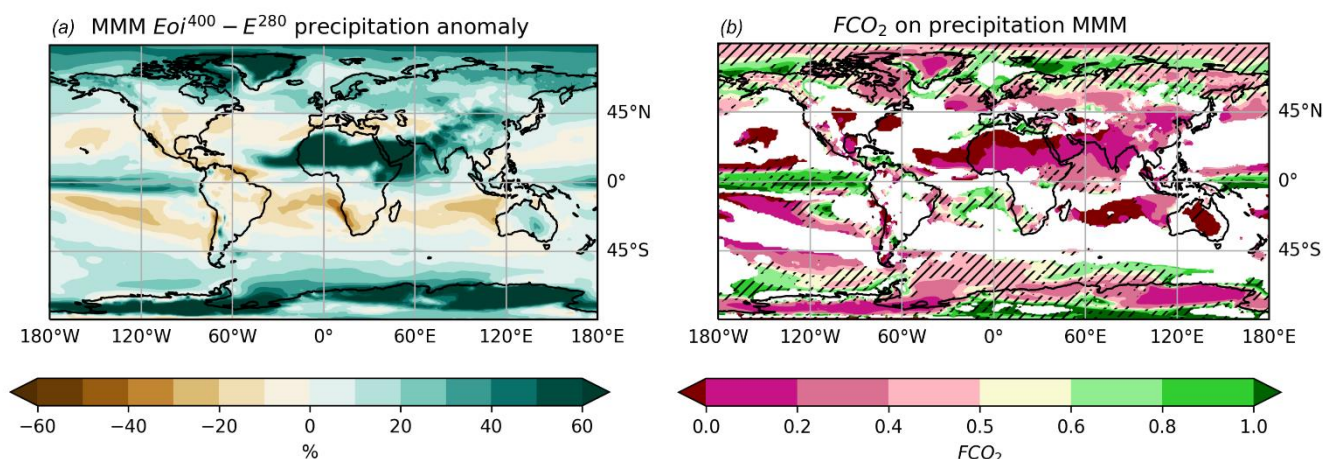 (a) MMM Eoi⁴⁰⁰ − E²⁸⁰ precipitation anomaly
(b) FCO₂ on precipitation MMM
45°N
0°
45°S
180°W 120°W 60°W 0° 60°E 120°E 180°E
45°N
0°
45°S
180°W 120°W 60°W 0° 60°E 120°E 180°E
−60 −40 −20 0 20 40 60
%
0.0 0.2 0.4 0.5 0.6 0.8 1.0
FCO₂